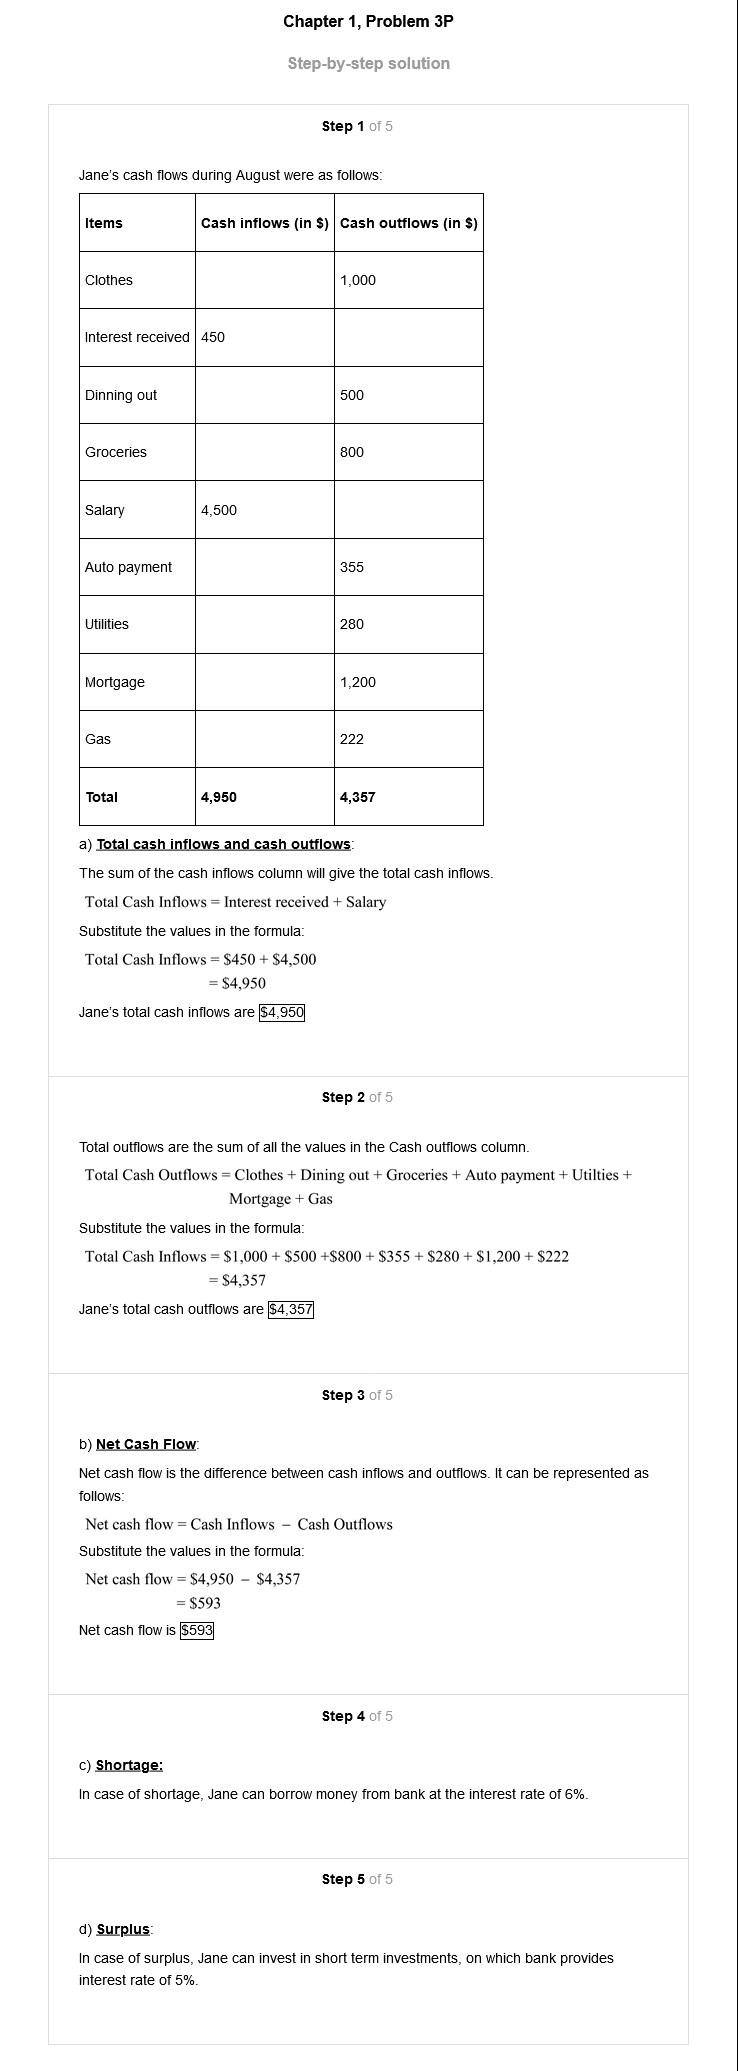 Chapter 1, Problem 3P
Step-by-step solution
Step 1 of 5
Jane's cash flows during August were as follows:
Items Cash inflows (in $) Cash outflows (in $)
Clothes 1,000
Interest received 450
Dinning out 500
Groceries 800
Salary 4,500
Auto payment 355
Utilities 280
Mortgage 1,200
Gas 222
Total 4,950 4,357
a) Total cash inflows and cash outflows:
The sum of the cash inflows column will give the total cash inflows.
Total Cash Inflows = Interest received + Salary
Substitute the values in the formula:
Total Cash Inflows = $450 + $4,500
= $4,950
Jane's total cash inflows are $4,950
Step 2 of 5
Total outflows are the sum of all the values in the Cash outflows column.
Total Cash Outflows = Clothes + Dining out + Groceries + Auto payment + Utilties +
Mortgage + Gas
Substitute the values in the formula:
Total Cash Inflows = $1,000 + $500 +$800 + $355 + $280 + $1,200 + $222
= $4,357
Jane's total cash outflows are $4,357
Step 3 of 5
b) Net Cash Flow:
Net cash flow is the difference between cash inflows and outflows. It can be represented as
follows:
Net cash flow = Cash Inflows − Cash Outflows
Substitute the values in the formula:
Net cash flow = $4,950 − $4,357
= $593
Net cash flow is $593
Step 4 of 5
c) Shortage:
In case of shortage, Jane can borrow money from bank at the interest rate of 6%.
Step 5 of 5
d) Surplus:
In case of surplus, Jane can invest in short term investments, on which bank provides
interest rate of 5%.